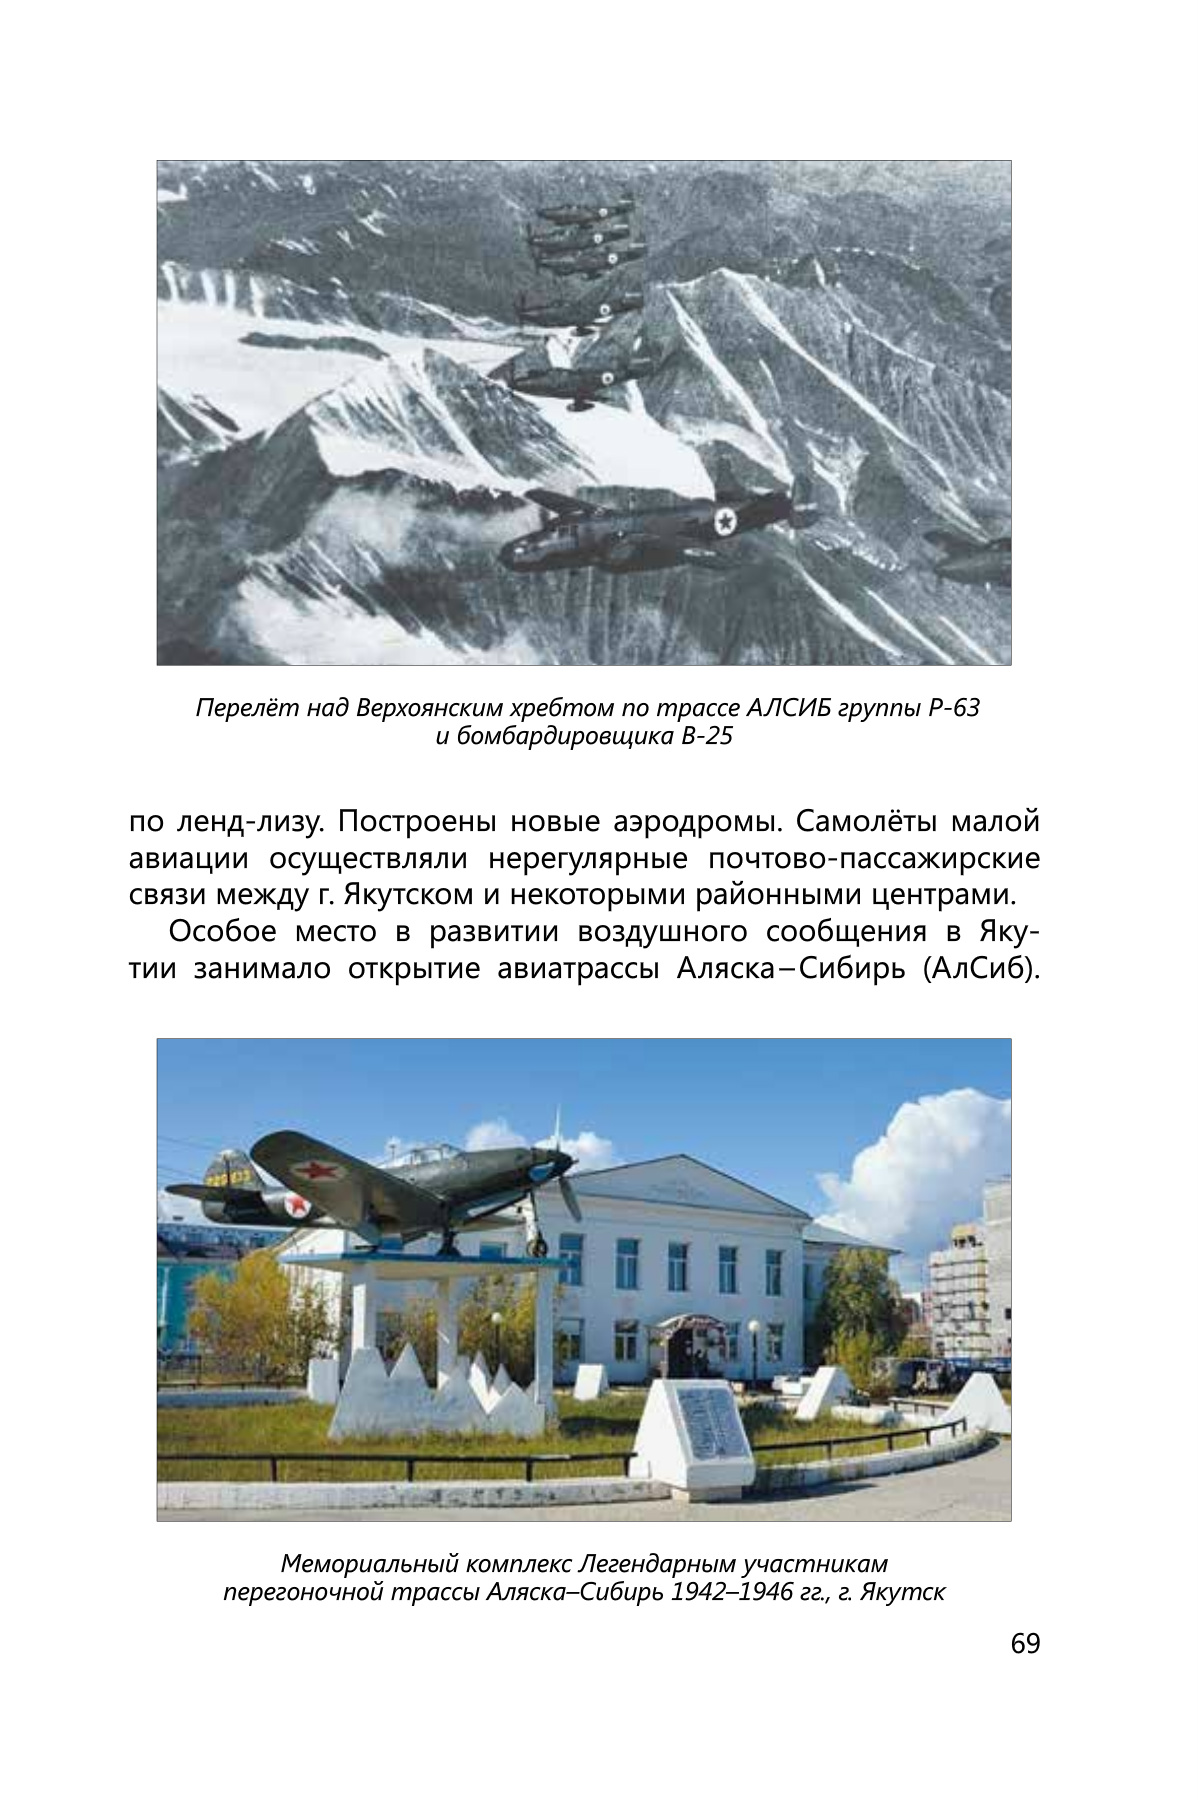 Перелёт над Верхоянским хребтом по трассе АЛСИБ группы Р-63
и бомбардировщика В-25
по ленд-лизу. Построены новые аэродромы. Самолёты малой
авиации осуществляли нерегулярные почтово-пассажирские
связи между г. Якутском и некоторыми районными центрами.
Особое место в развитии воздушного сообщения в Яку-
тии занимало открытие авиатрассы Аляска–Сибирь (АлСиб).
Мемориальный комплекс Легендарным участникам
перегоночной трассы Аляска–Сибирь 1942–1946 гг., г. Якутск
69